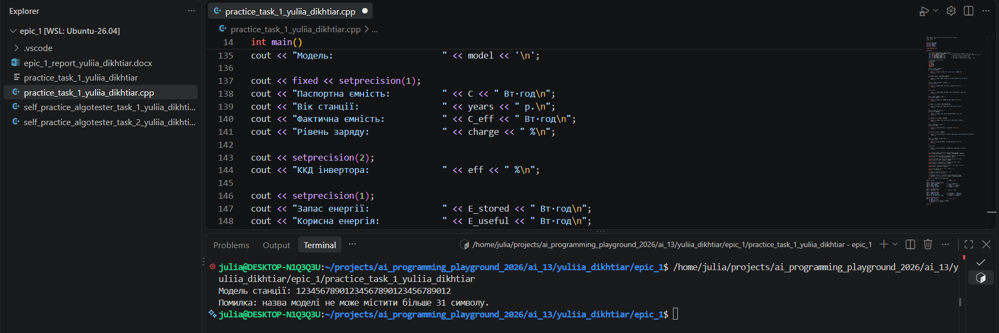 Explorer
epic_1 [WSL: Ubuntu-26.04]
.vscode
epic_1_report_yuliia_dikhtiar.docx
practice_task_1_yuliia_dikhtiar
practice_task_1_yuliia_dikhtiar.cpp
self_practice_algotester_task_1_yuliia_dikhti...
self_practice_algotester_task_2_yuliia_dikhti...
practice_task_1_yuliia_dikhtiar.cpp
practice_task_1_yuliia_dikhtiar.cpp > ...
14 int main()
135 cout << "Модель:                     " << model << '\n';
136
137 cout << fixed << setprecision(1);
138 cout << "Паспортна ємність:          " << C << " Вт·год\n";
139 cout << "Вік станції:                " << years << " р.\n";
140 cout << "Фактична ємність:           " << C_eff << " Вт·год\n";
141 cout << "Рівень заряду:              " << charge << " %\n";
142
143 cout << setprecision(2);
144 cout << "ККД інвертора:              " << eff << " %\n";
145
146 cout << setprecision(1);
147 cout << "Запас енергії:              " << E_stored << " Вт·год\n";
148 cout << "Корисна енергія:            " << E_useful << " Вт·год\n";
Problems Output Terminal
/home/julia/projects/ai_programming_playground_2026/ai_13/yuliia_dikhtiar/epic_1/practice_task_1_yuliia_dikhtiar - epic_1
julia@DESKTOP-N1Q3Q3U:~/projects/ai_programming_playground_2026/ai_13/yuliia_dikhtiar/epic_1$ /home/julia/projects/ai_programming_playground_2026/ai_13/y
uliia_dikhtiar/epic_1/practice_task_1_yuliia_dikhtiar
Модель станції: 12345678901234567890123456789012
Помилка: назва моделі не може містити більше 31 символу.
julia@DESKTOP-N1Q3Q3U:~/projects/ai_programming_playground_2026/ai_13/yuliia_dikhtiar/epic_1$